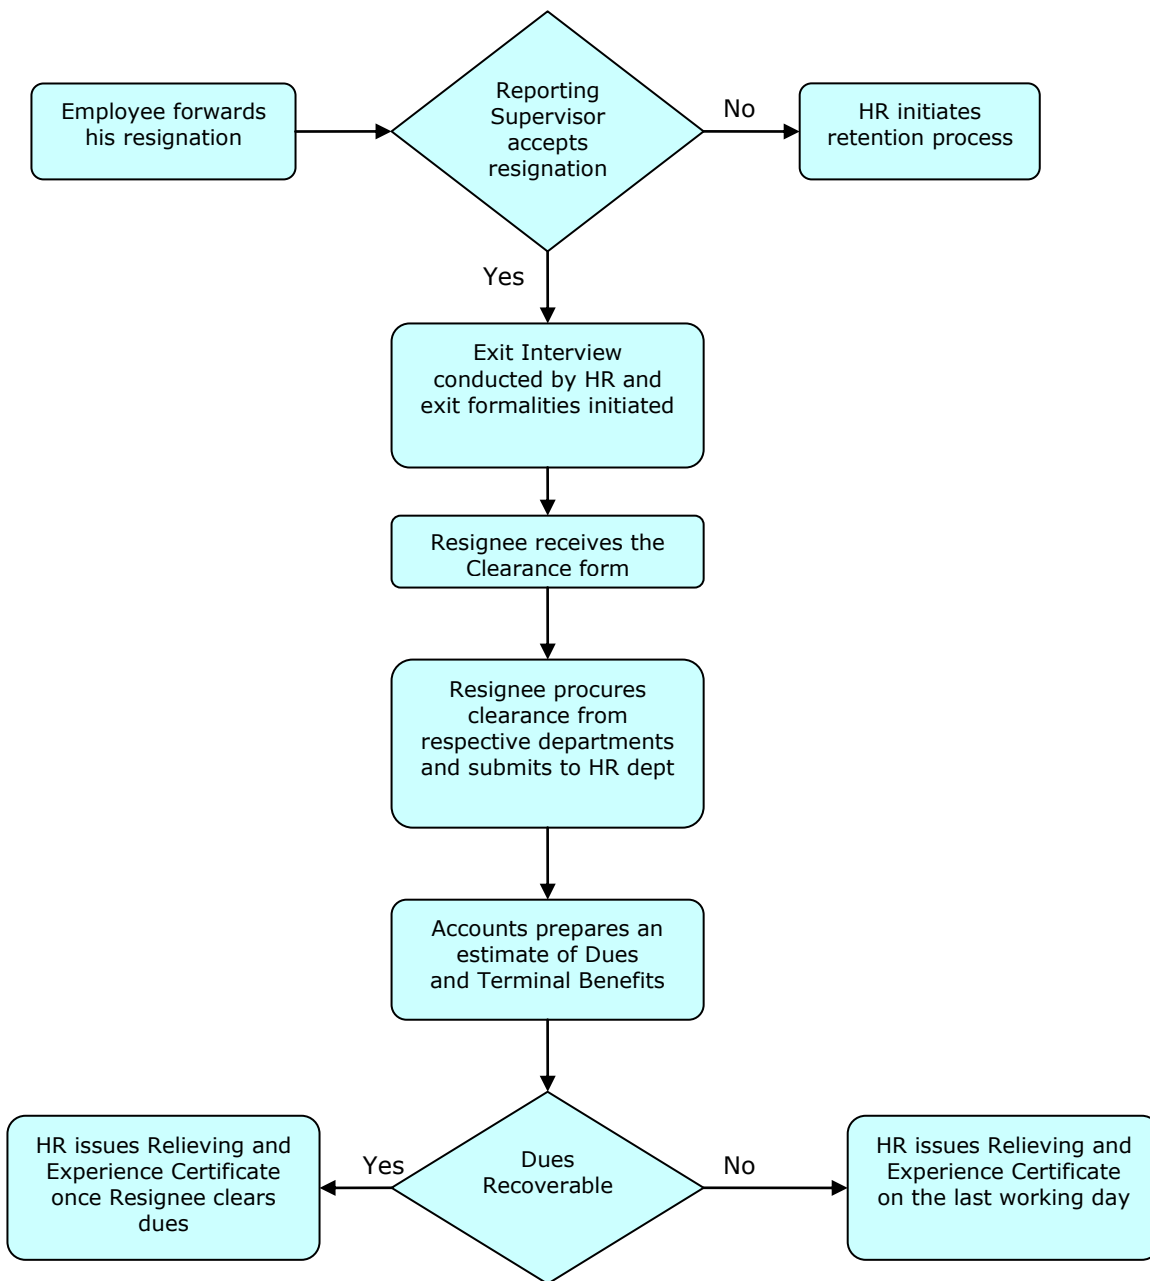 Employee forwards
his resignation
Reporting
Supervisor
accepts
resignation
No
HR initiates
retention process
Yes
Exit Interview
conducted by HR and
exit formalities initiated
Resignee receives the
Clearance form
Resignee procures
clearance from
respective departments
and submits to HR dept
Accounts prepares an
estimate of Dues
and Terminal Benefits
HR issues Relieving and
Experience Certificate
once Resignee clears
dues
Yes
Dues
Recoverable
No
HR issues Relieving and
Experience Certificate
on the last working day